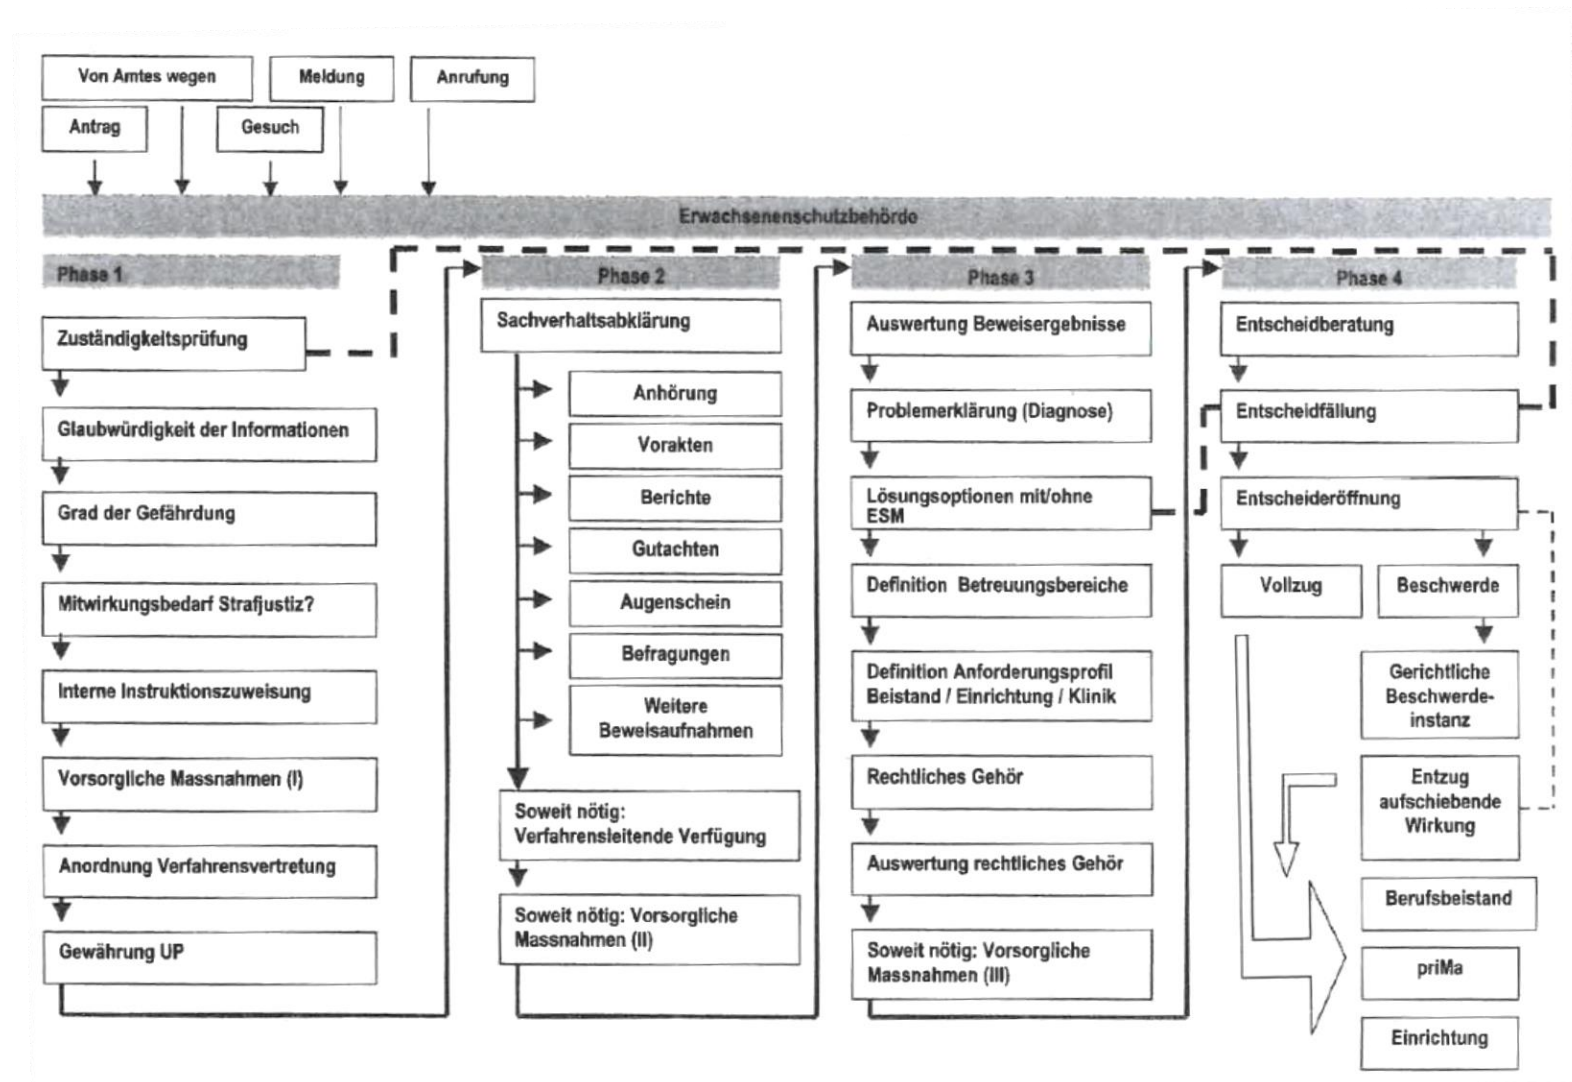 Von Amtes wegen
Meldung
Anrufung
Antrag
Gesuch
Erwachsenenschutzbehörde
Phase 1
Zuständigkeitsprüfung
Glaubwürdigkeit der Informationen
Grad der Gefährdung
Mitwirkungsbedarf Strafjustiz?
Interne Instruktionszuweisung
Vorsorgliche Massnahmen (I)
Anordnung Verfahrensvertretung
Gewährung UP
Phase 2
Sachverhaltsabklärung
Anhörung
Vorakten
Berichte
Gutachten
Augenschein
Befragungen
Weitere
Beweisaufnahmen
Soweit nötig:
Verfahrensleitende Verfügung
Soweit nötig: Vorsorgliche
Massnahmen (II)
Phase 3
Auswertung Beweisergebnisse
Problemerklärung (Diagnose)
Lösungsoptionen mit/ohne
ESM
Definition Betreuungsbereiche
Definition Anforderungsprofil
Beistand / Einrichtung / Klinik
Rechtliches Gehör
Auswertung rechtliches Gehör
Soweit nötig: Vorsorgliche
Massnahmen (III)
Phase 4
Entscheidberatung
Entscheidfällung
Entscheideröffnung
Vollzug
Beschwerde
Gerichtliche
Beschwerde-
instanz
Entzug
aufschiebende
Wirkung
Berufsbeistand
priMa
Einrichtung